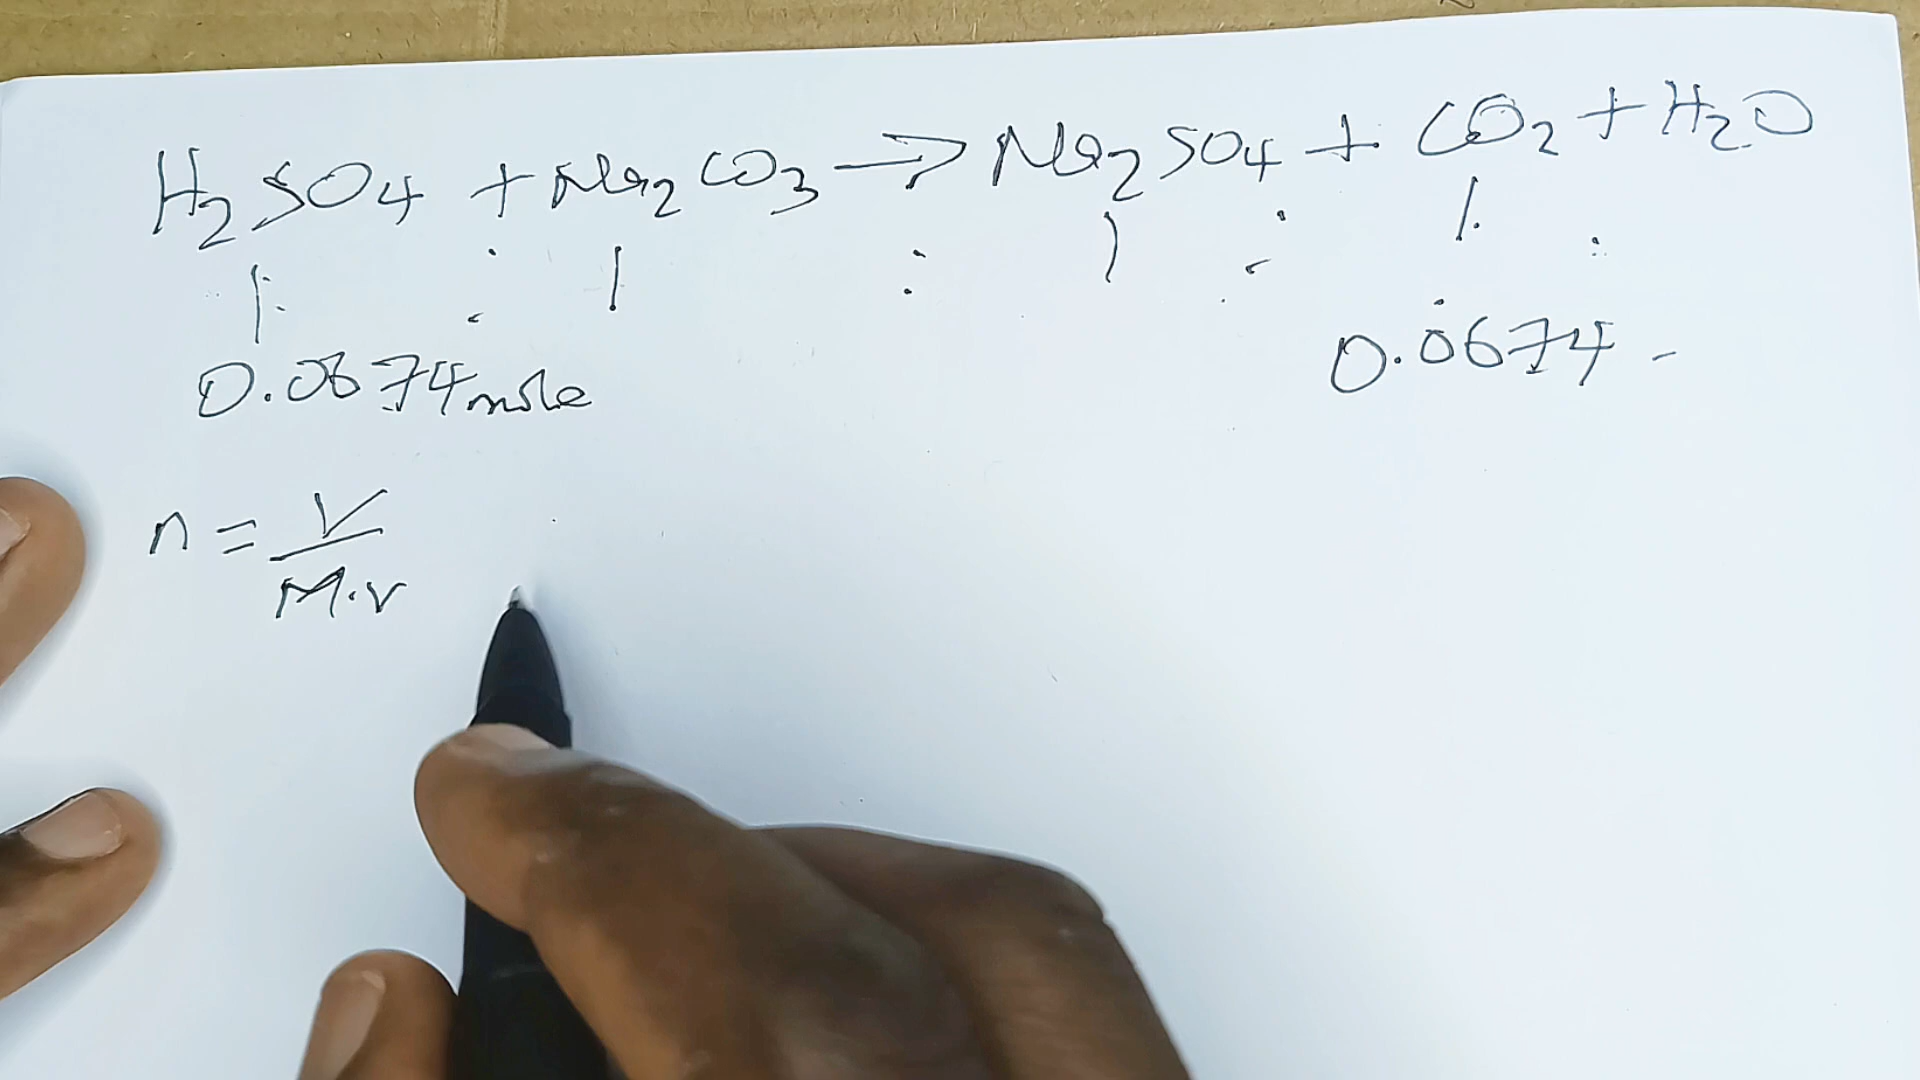 H₂SO₄ + Na₂CO₃ → Na₂SO₄ + CO₂ + H₂O
1 : 1 : 1 : 1 :
0.0674 mole 0.0674
n = V / M.V